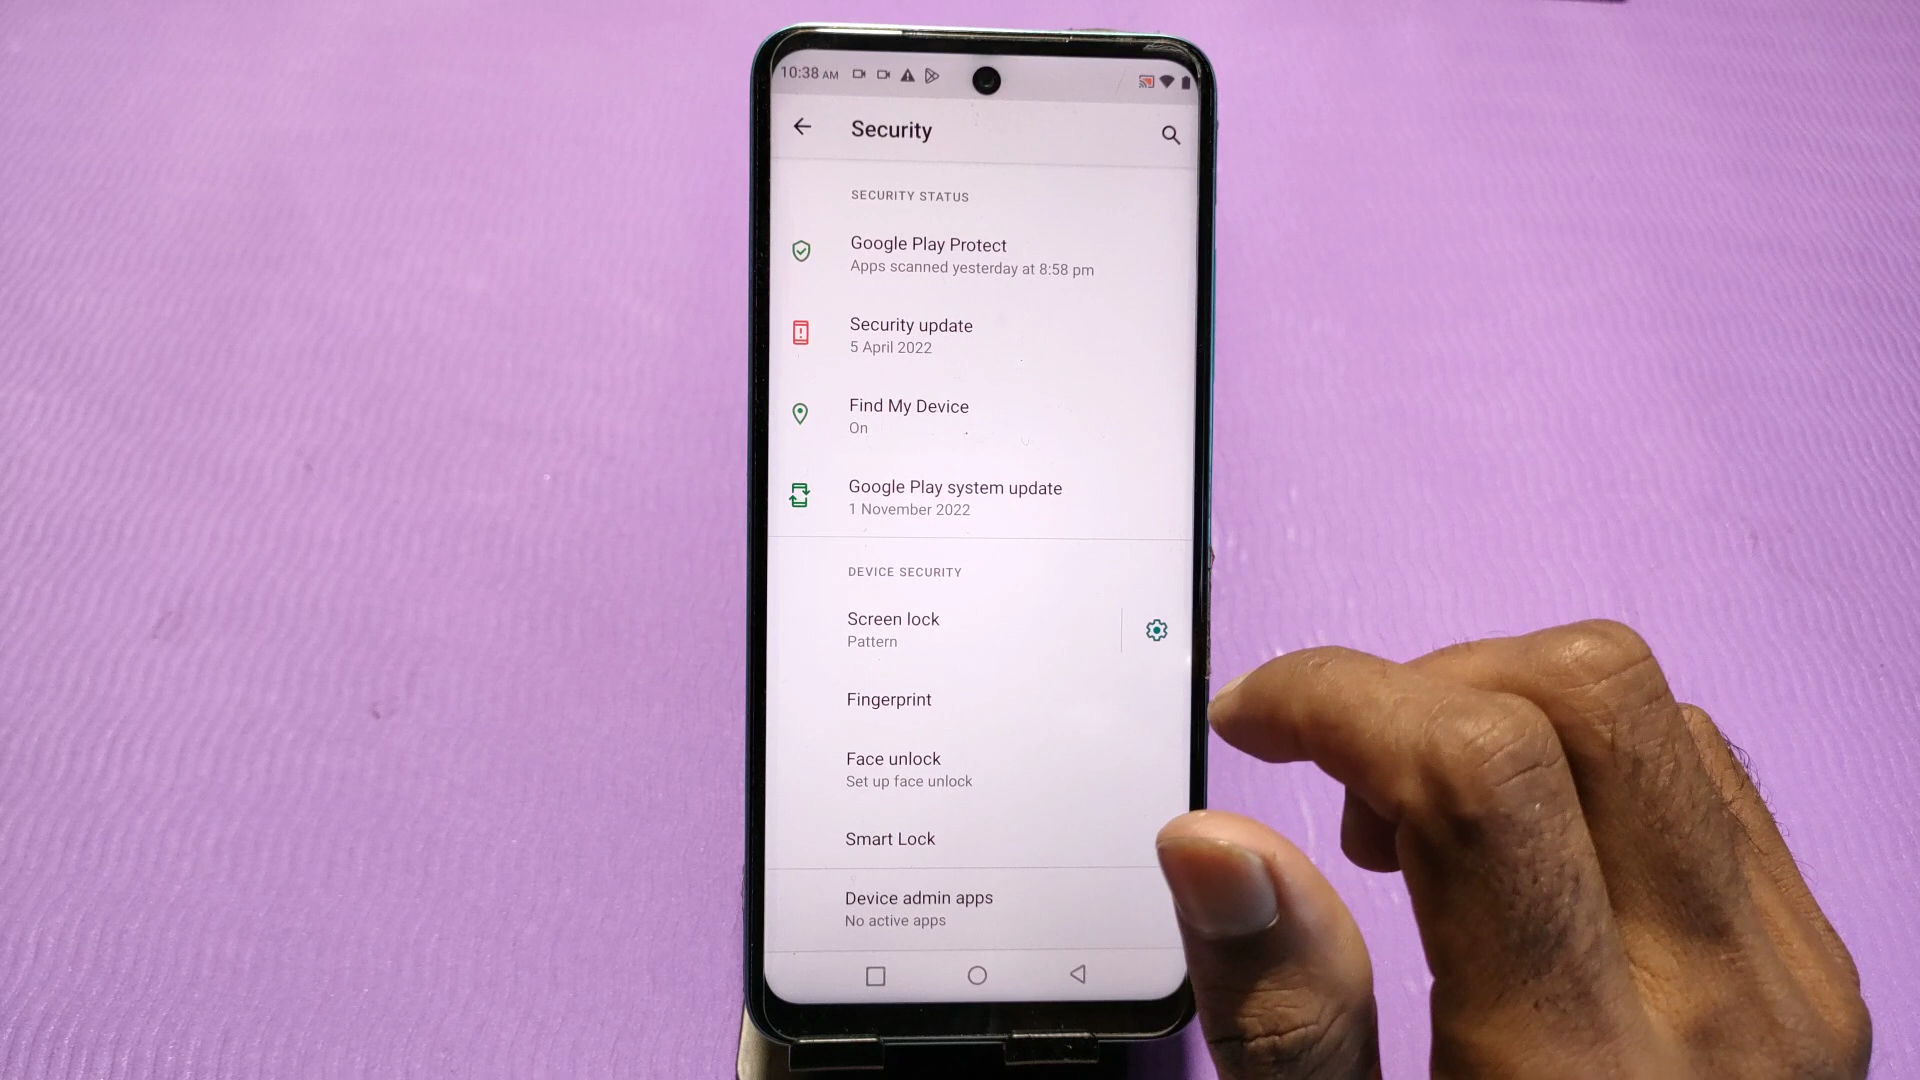 10:38 AM
Security
SECURITY STATUS
Google Play Protect
Apps scanned yesterday at 8:58 pm
Security update
5 April 2022
Find My Device
On
Google Play system update
1 November 2022
DEVICE SECURITY
Screen lock
Pattern
Fingerprint
Face unlock
Set up face unlock
Smart Lock
Device admin apps
No active apps